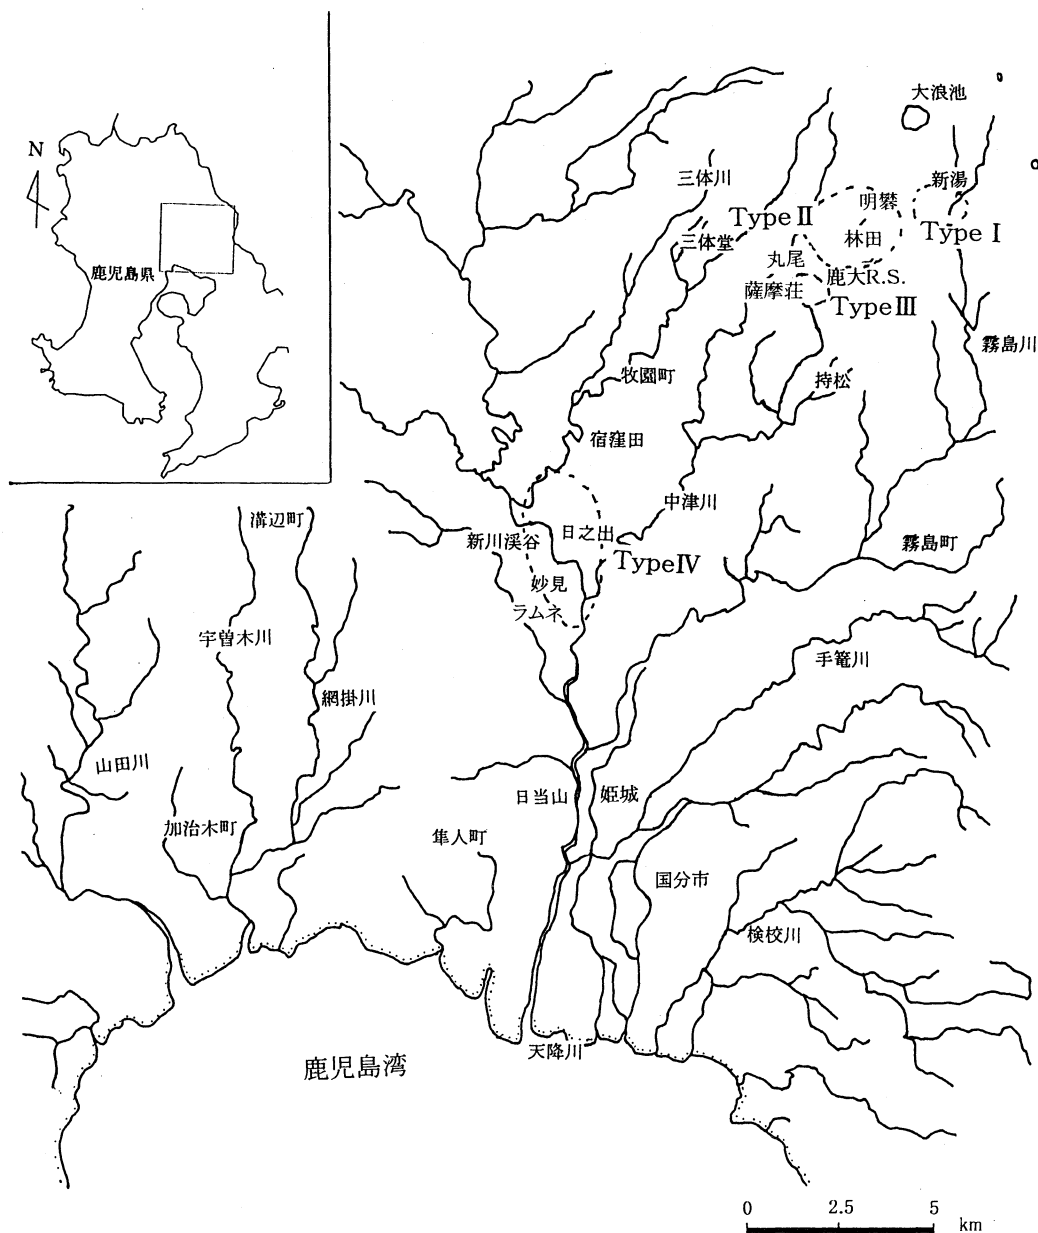 N
鹿児島県
大浪池
三体川
新湯
明礬
Type Ⅱ
Type Ⅰ
三体堂
林田
丸尾
鹿大R.S.
薩摩荘
Type Ⅲ
霧島川
牧園町
持松
宿窪田
中津川
溝辺町
新川渓谷
日之出
霧島町
Type Ⅳ
妙見
ラムネ
宇曽木川
手篭川
網掛川
山田川
日当山
姫城
加治木町
隼人町
国分市
検校川
天降川
鹿児島湾
0 2.5 5
km